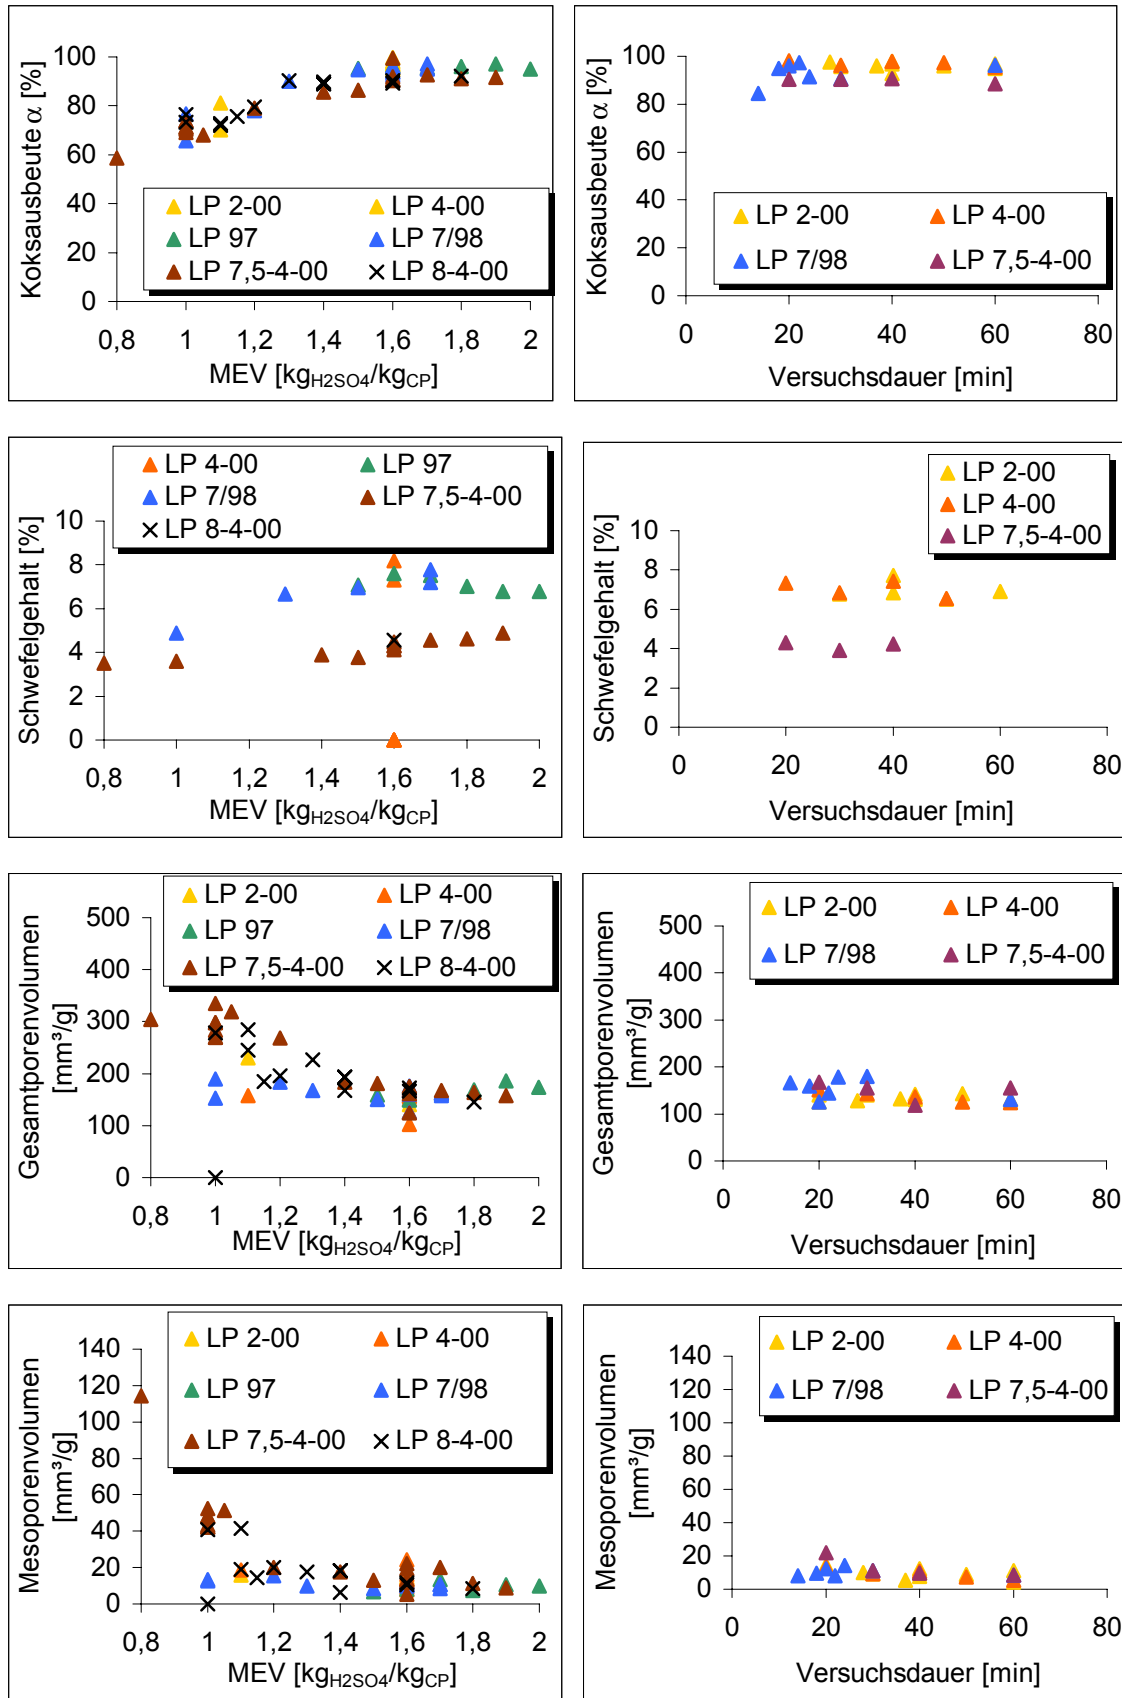 Koksausbeute α [%]
100
80
60
40
20
0
LP 2-00 LP 4-00
LP 97 LP 7/98
LP 7,5-4-00 LP 8-4-00
0,8 1 1,2 1,4 1,6 1,8 2
MEV [kgH2SO4/kgCP]
Koksausbeute α [%]
100
80
60
40
20
0
LP 2-00 LP 4-00
LP 7/98 LP 7,5-4-00
0 20 40 60 80
Versuchsdauer [min]
LP 4-00 LP 97
LP 7/98 LP 7,5-4-00
LP 8-4-00
Schwefelgehalt [%]
10
8
6
4
2
0
0,8 1 1,2 1,4 1,6 1,8 2
MEV [kgH2SO4/kgCP]
LP 2-00
LP 4-00
LP 7,5-4-00
Schwefelgehalt [%]
10
8
6
4
2
0
0 20 40 60 80
Versuchsdauer [min]
LP 2-00 LP 4-00
LP 97 LP 7/98
LP 7,5-4-00 LP 8-4-00
Gesamtporenvolumen
[mm³/g]
500
400
300
200
100
0
0,8 1 1,2 1,4 1,6 1,8 2
MEV [kgH2SO4/kgCP]
LP 2-00 LP 4-00
LP 7/98 LP 7,5-4-00
Gesamtporenvolumen
[mm³/g]
500
400
300
200
100
0
0 20 40 60 80
Versuchsdauer [min]
LP 2-00 LP 4-00
LP 97 LP 7/98
LP 7,5-4-00 LP 8-4-00
Mesoporenvolumen
[mm³/g]
140
120
100
80
60
40
20
0
0,8 1 1,2 1,4 1,6 1,8 2
MEV [kgH2SO4/kgCP]
LP 2-00 LP 4-00
LP 7/98 LP 7,5-4-00
Mesoporenvolumen
[mm³/g]
140
120
100
80
60
40
20
0
0 20 40 60 80
Versuchsdauer [min]